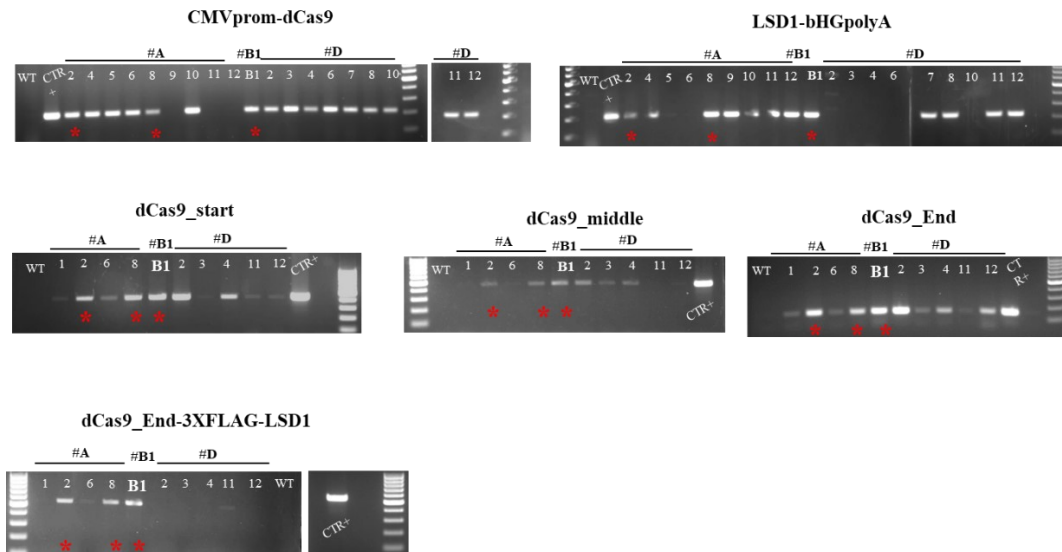 CMVprom-dCas9
#A #B1 #D #D
WT CTR + 2 4 5 6 8 9 10 11 12 B1 2 3 4 6 7 8 10 11 12
* * *
LSD1-bHGpolyA
#A #B1 #D
WT CTR + 2 4 5 6 8 9 10 11 12 B1 2 3 4 6 7 8 10 11 12
* * *
dCas9_start
#A #B1 #D
WT 1 2 6 8 B1 2 3 4 11 12 CTR+
* * *
dCas9_middle
#A #B1 #D
WT 1 2 6 8 B1 2 3 4 11 12 CTR+
* * *
dCas9_End
#A #B1 #D
WT 1 2 6 8 B1 2 3 4 11 12 CT R+
* * *
dCas9_End-3XFLAG-LSD1
#A #B1 #D
1 2 6 8 B1 2 3 4 11 12 WT CTR+
* * *